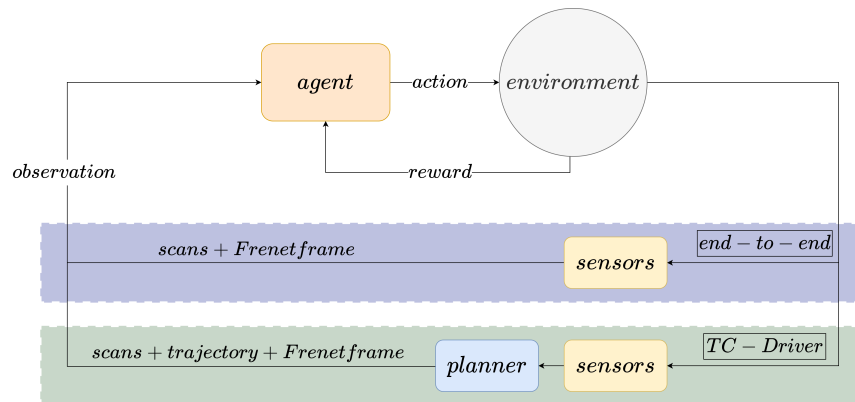 agent
action
environment
observation
reward
scans + Frenetframe
sensors
end − to − end
scans + trajectory + Frenetframe
planner
sensors
TC − Driver